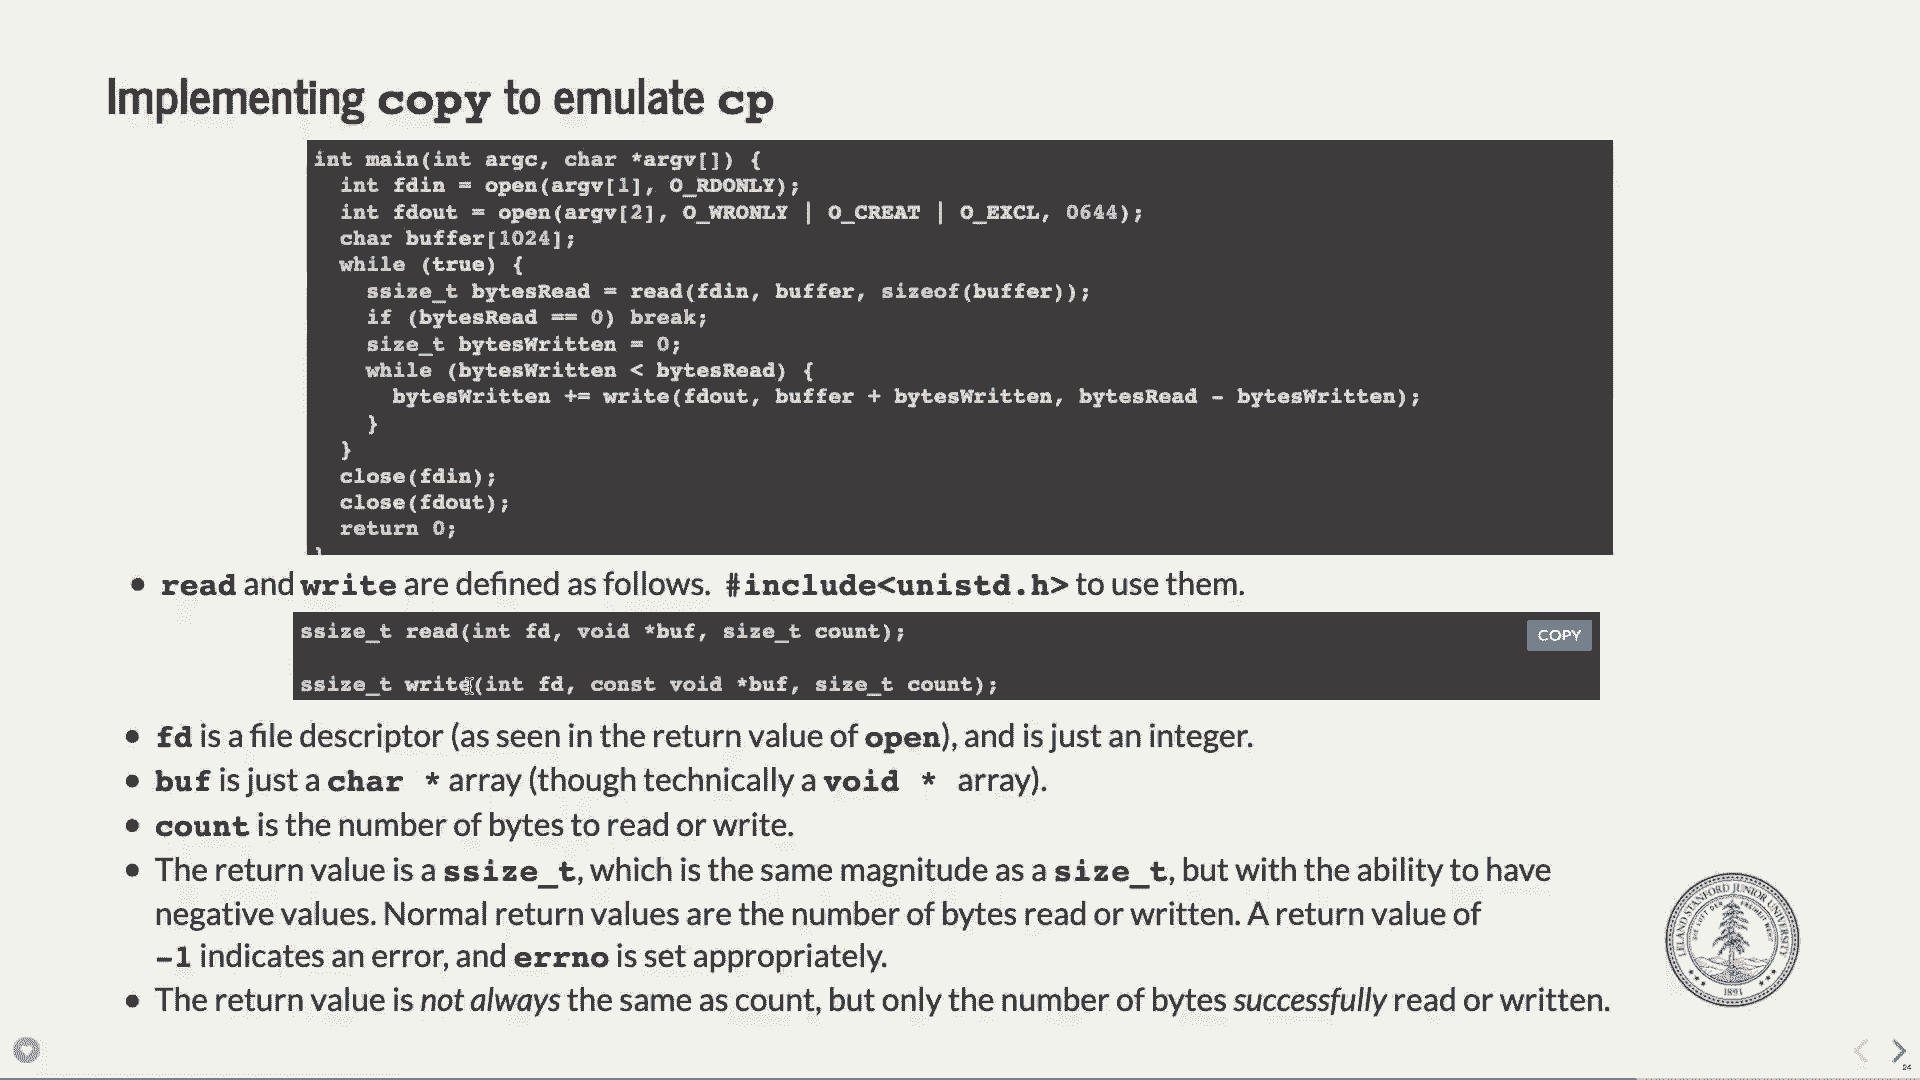 Implementing copy to emulate cp
int main(int argc, char *argv[]) {
  int fdin = open(argv[1], O_RDONLY);
  int fdout = open(argv[2], O_WRONLY | O_CREAT | O_EXCL, 0644);
  char buffer[1024];
  while (true) {
    ssize_t bytesRead = read(fdin, buffer, sizeof(buffer));
    if (bytesRead == 0) break;
    size_t bytesWritten = 0;
    while (bytesWritten < bytesRead) {
      bytesWritten += write(fdout, buffer + bytesWritten, bytesRead - bytesWritten);
    }
  }
  close(fdin);
  close(fdout);
  return 0;
}
• read and write are defined as follows. #include<unistd.h> to use them.
ssize_t read(int fd, void *buf, size_t count);
COPY
ssize_t write(int fd, const void *buf, size_t count);
• fd is a file descriptor (as seen in the return value of open), and is just an integer.
• buf is just a char * array (though technically a void * array).
• count is the number of bytes to read or write.
• The return value is a ssize_t, which is the same magnitude as a size_t, but with the ability to have
negative values. Normal return values are the number of bytes read or written. A return value of
-1 indicates an error, and errno is set appropriately.
• The return value is not always the same as count, but only the number of bytes successfully read or written.
LELAND STANFORD JUNIOR UNIVERSITY
1891
24